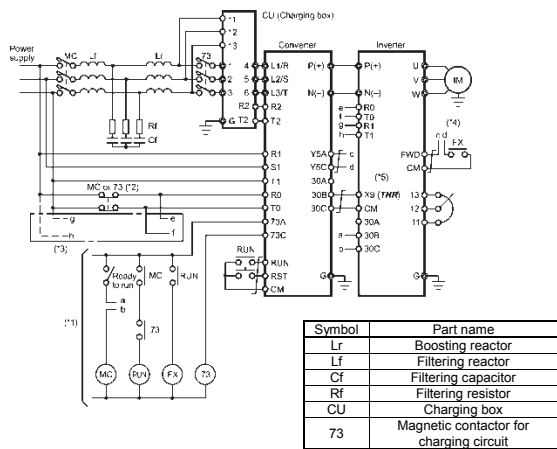 CU (Charging box)
*1
*2
*3
Power supply
MC
Lf
Lr
73
Converter
Inverter
1 4 L1/R P(+) P(+) U
2 5 L2/S V IM
3 6 L3/T N(−) N(−) W
R2 R2
G T2 T2
Rf
Cf
e R0
f T0
g R1
h T1
(*4)
c d FX
R1 Y5A c FWD
S1 Y5C d CM
T1 30A (*5)
MC or 73 (*2)
R0 30B X9 (THR) 13
T0 30C CM 12
g e 73A 30A 11
h f 73C a 30B
(*3) b 30C
RUN
RUN
RST
CM
G
G
(*1)
Ready to run
MC
RUN
a
b
73
MC
RUN
FX
73
Symbol Part name
Lr Boosting reactor
Lf Filtering reactor
Cf Filtering capacitor
Rf Filtering resistor
CU Charging box
73 Magnetic contactor for
charging circuit